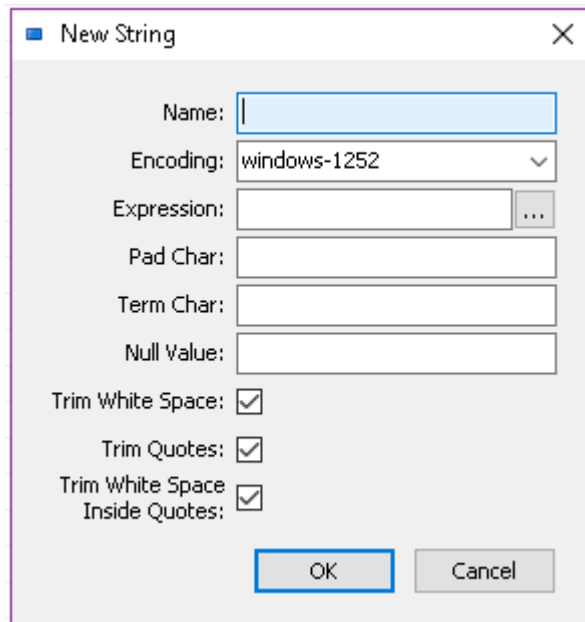 New String
Name:
Encoding: windows-1252
Expression: ...
Pad Char:
Term Char:
Null Value:
Trim White Space:
Trim Quotes:
Trim White Space
Inside Quotes:
OK Cancel